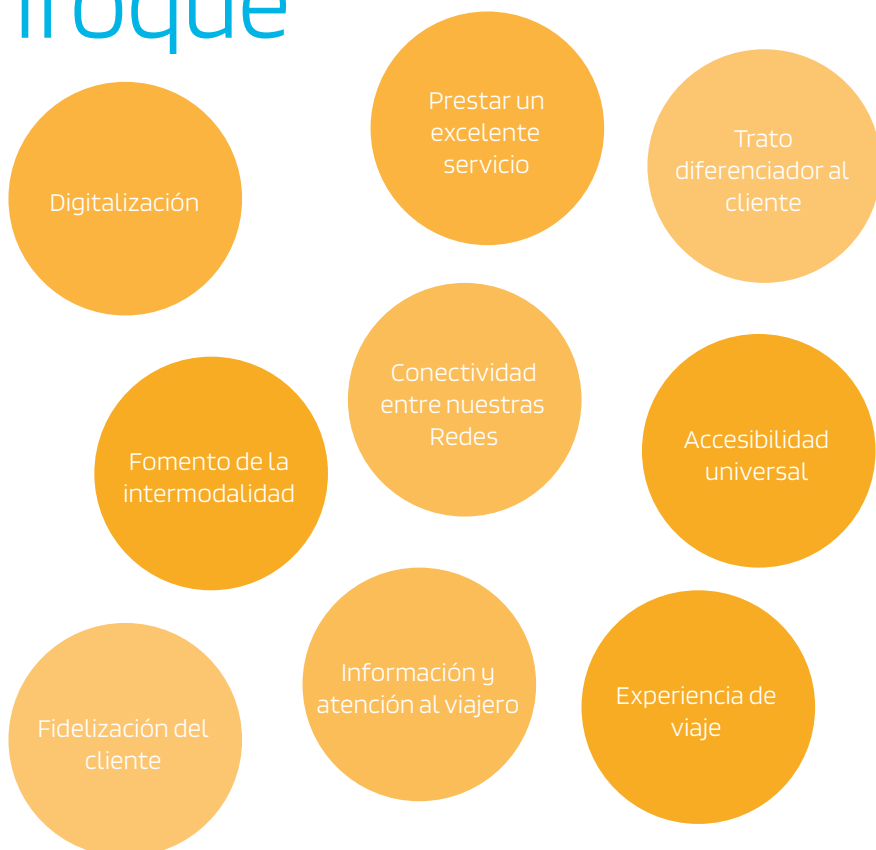 Prestar un
excelente
servicio
Trato
diferenciador al
cliente
Digitalización
Conectividad
entre nuestras
Redes
Accesibilidad
universal
Fomento de la
intermodalidad
Información y
atención al viajero
Experiencia de
viaje
Fidelización del
cliente